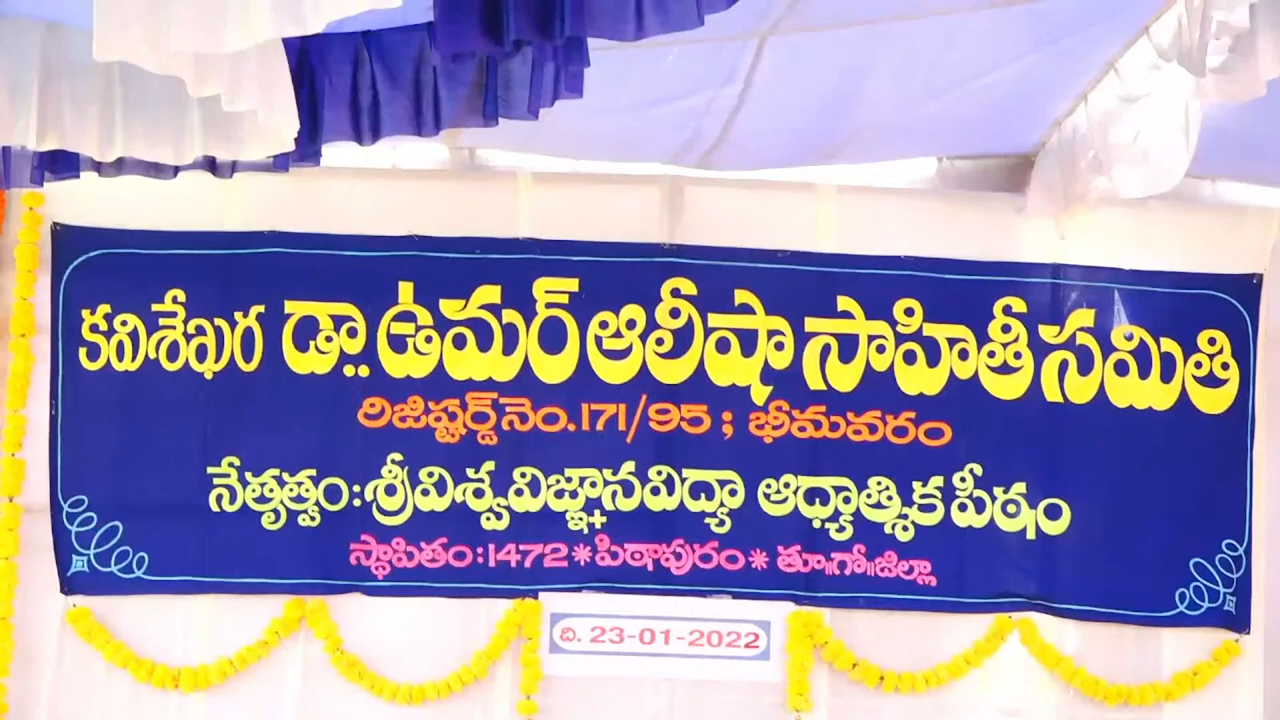 కవిశేఖర డా.. ఉమర్ ఆలీషా సాహితీ సమితి
రిజిష్టర్డ్ నెం.171/95 ; భీమవరం
నేతృత్వం:శ్రీవిశ్వవిజ్ఞానవిద్యా ఆధ్యాత్మిక పీఠం
స్థాపితం:1472*పిఠాపురం* తూ॥గో॥జిల్లా
ది. 23-01-2022